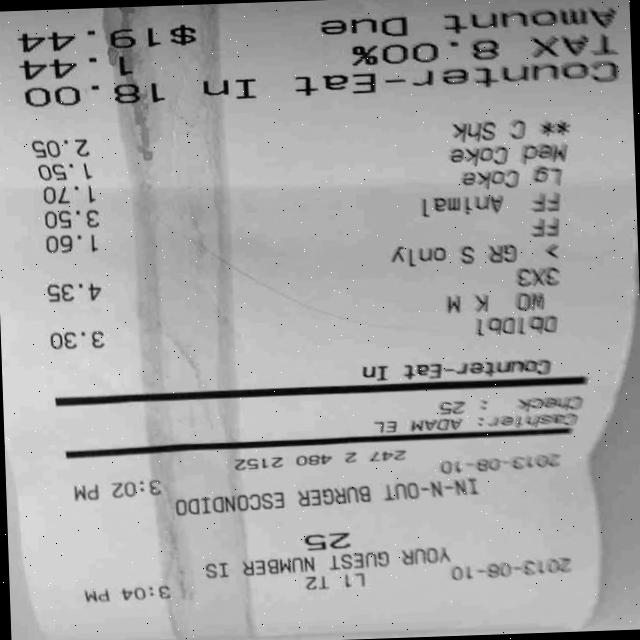 2013-08-10 L1 T2 3:04 PM
YOUR GUEST NUMBER IS
25
IN-N-OUT BURGER ESCONDIDO
2013-08-10 3:02 PM
247 2 480 2152
Cashier: ADAM EL
Check : 25
Counter-Eat In
DblDbl 3.30
WO K M
3X3 4.35
> GR S only
FF 1.60
FF Animal 3.50
Lg Coke 1.70
Med Coke 1.50
** C Shk 2.05
Counter-Eat In 18.00
TAX 8.00% 1.44
Amount Due $19.44